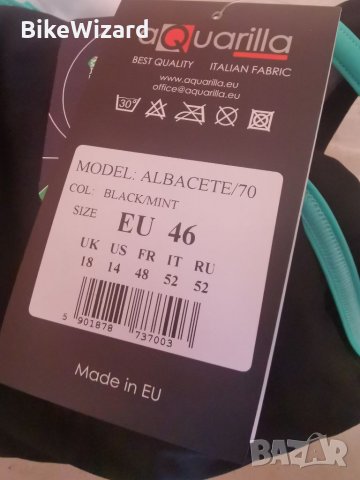 BikeWizard
aQuarilla
BEST QUALITY ITALIAN FABRIC
www.aquarilla.eu
office@aquarilla.eu
30°
MODEL: ALBACETE/70
COL: BLACK/MINT
SIZE EU 46
UK US FR IT RU
18 14 48 52 52
5 901878 737003
Made in EU
BAZAR